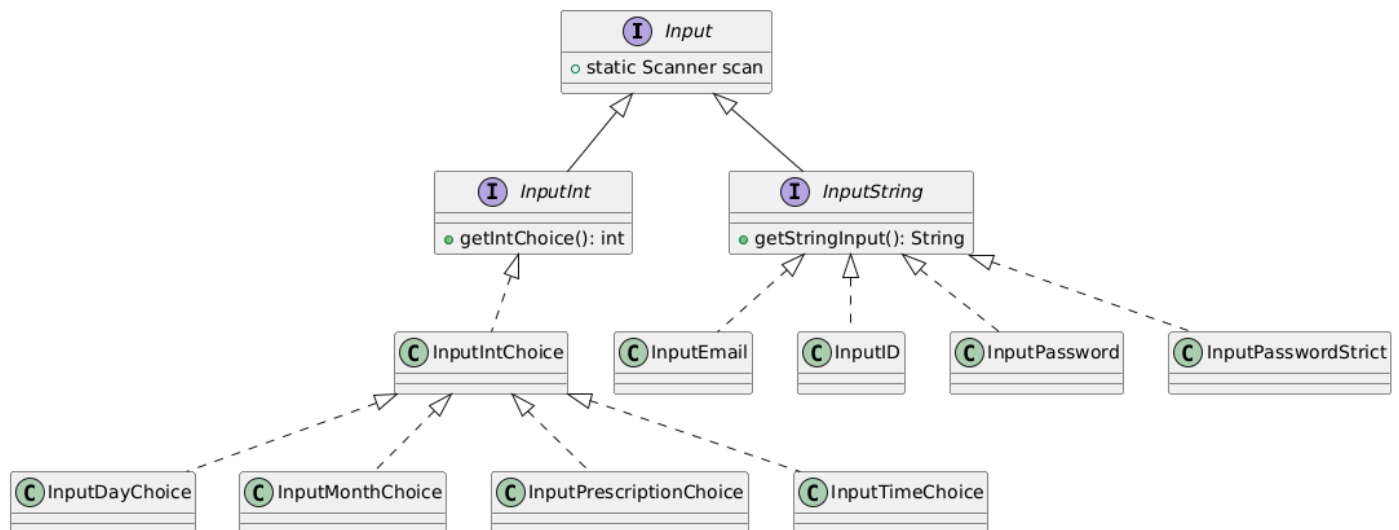 I Input
static Scanner scan
I InputInt
getIntChoice(): int
I InputString
getStringInput(): String
C InputIntChoice
C InputEmail
C InputID
C InputPassword
C InputPasswordStrict
C InputDayChoice
C InputMonthChoice
C InputPrescriptionChoice
C InputTimeChoice